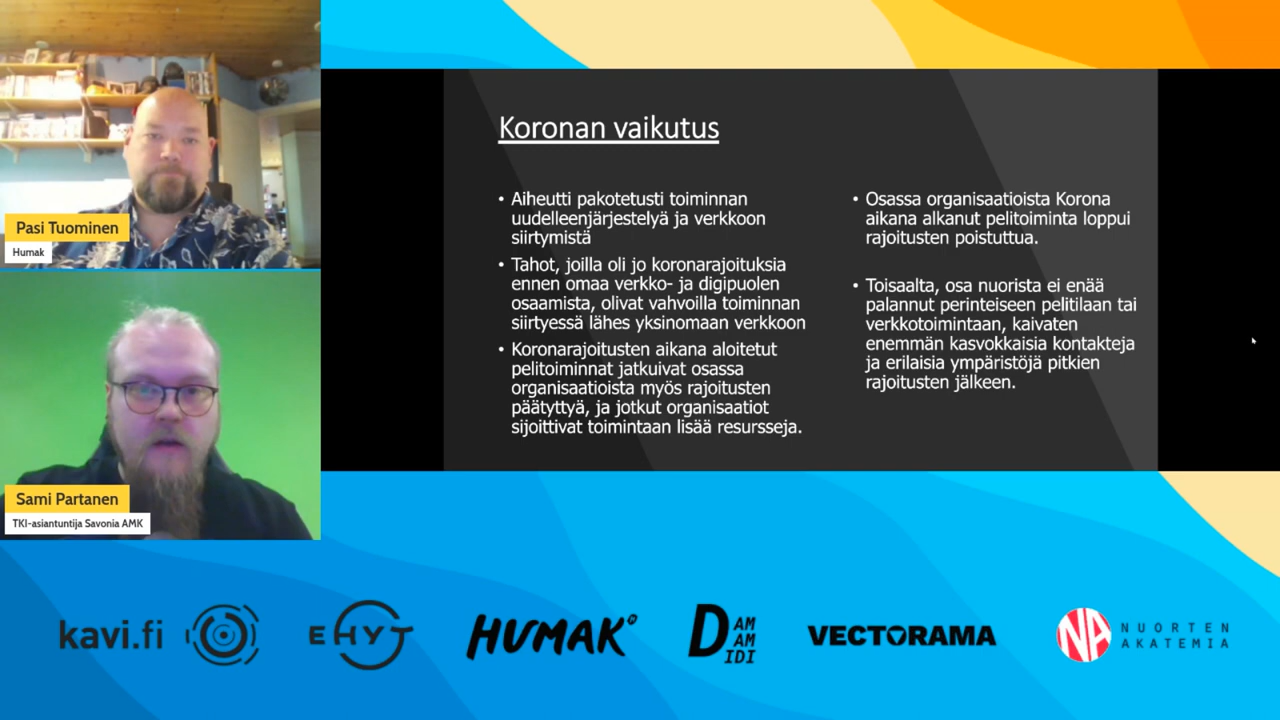 Pasi Tuominen
Humak
Sami Partanen
TKI-asiantuntija Savonia AMK
Koronan vaikutus
• Aiheutti pakotetusti toiminnan
uudelleenjärjestelyä ja verkkoon
siirtymistä
• Tahot, joilla oli jo koronarajoituksia
ennen omaa verkko- ja digipuolen
osaamista, olivat vahvoilla toiminnan
siirtyessä lähes yksinomaan verkkoon
• Koronarajoitusten aikana aloitetut
pelitoiminnat jatkuivat osassa
organisaatioista myös rajoitusten
päätyttyä, ja jotkut organisaatiot
sijoittivat toimintaan lisää resursseja.
• Osassa organisaatioista Korona
aikana alkanut pelitoiminta loppui
rajoitusten poistuttua.
• Toisaalta, osa nuorista ei enää
palannut perinteiseen pelitilaan tai
verkkotoimintaan, kaivaten
enemmän kasvokkaisia kontakteja
ja erilaisia ympäristöjä pitkien
rajoitusten jälkeen.
kavi.fi
EHYT
HUMAK
DAM
AM
IDI
VECTORAMA
NA
NUORTEN
AKATEMIA